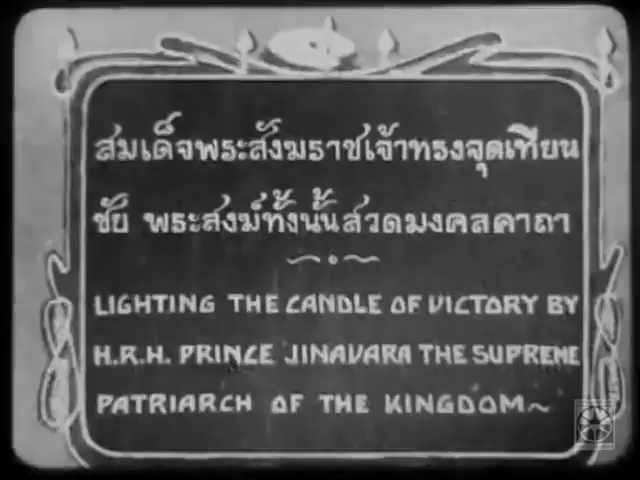 สมเด็จพระสังฆราชเจ้าทรงจุดเทียน
ชัย พระสงฆ์ทั้งนั้นสวดมงคลคาถา
LIGHTING THE CANDLE OF VICTORY BY
H.R.H. PRINCE JINAVARA THE SUPREME
PATRIARCH OF THE KINGDOM~